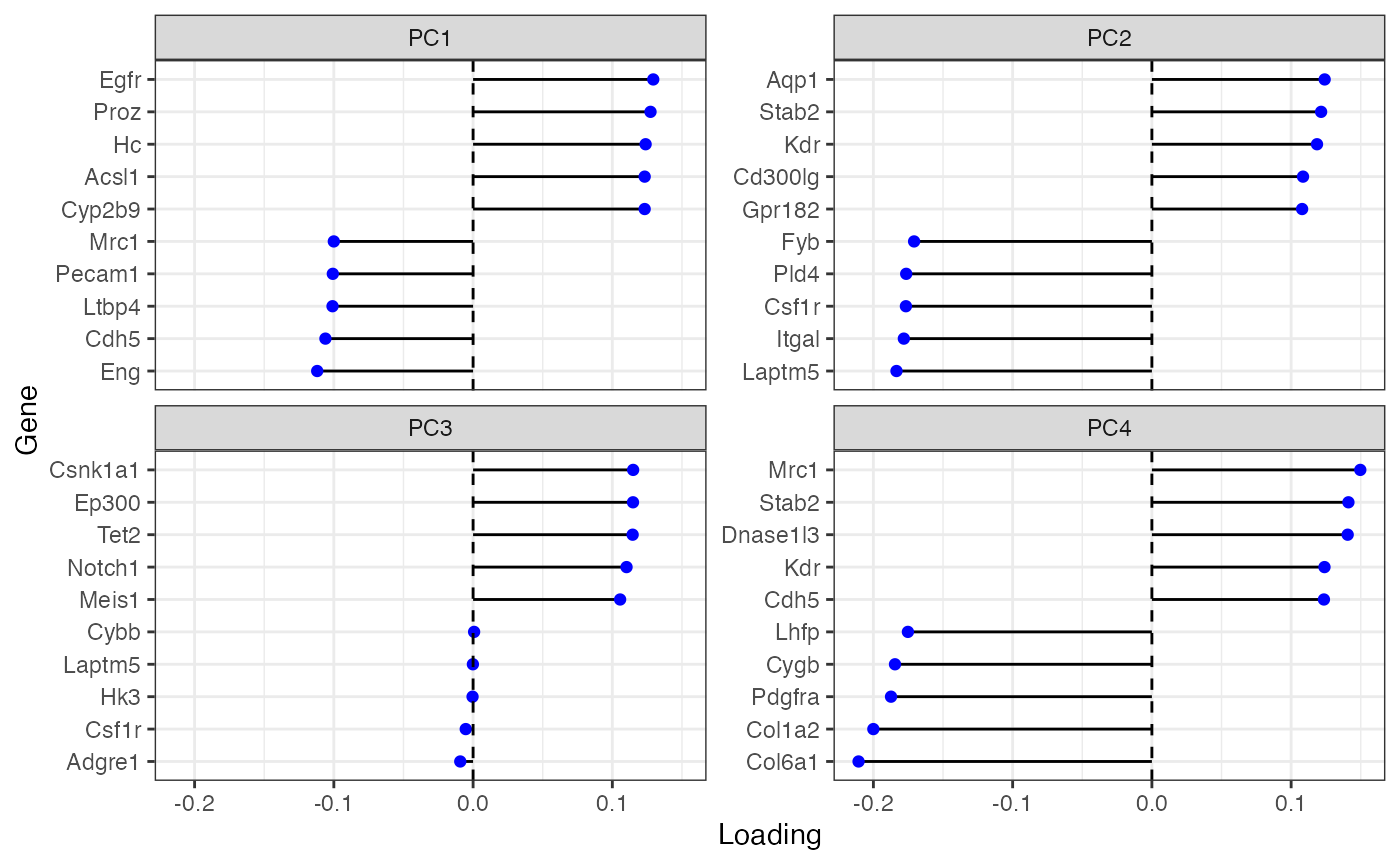 PC1
Egfr
Proz
Hc
Acsl1
Cyp2b9
Mrc1
Pecam1
Ltbp4
Cdh5
Eng
PC2
Aqp1
Stab2
Kdr
Cd300lg
Gpr182
Fyb
Pld4
Csf1r
Itgal
Laptm5
Gene
PC3
Csnk1a1
Ep300
Tet2
Notch1
Meis1
Cybb
Laptm5
Hk3
Csf1r
Adgre1
-0.2 -0.1 0.0 0.1
PC4
Mrc1
Stab2
Dnase1l3
Kdr
Cdh5
Lhfp
Cygb
Pdgfra
Col1a2
Col6a1
-0.2 -0.1 0.0 0.1
Loading